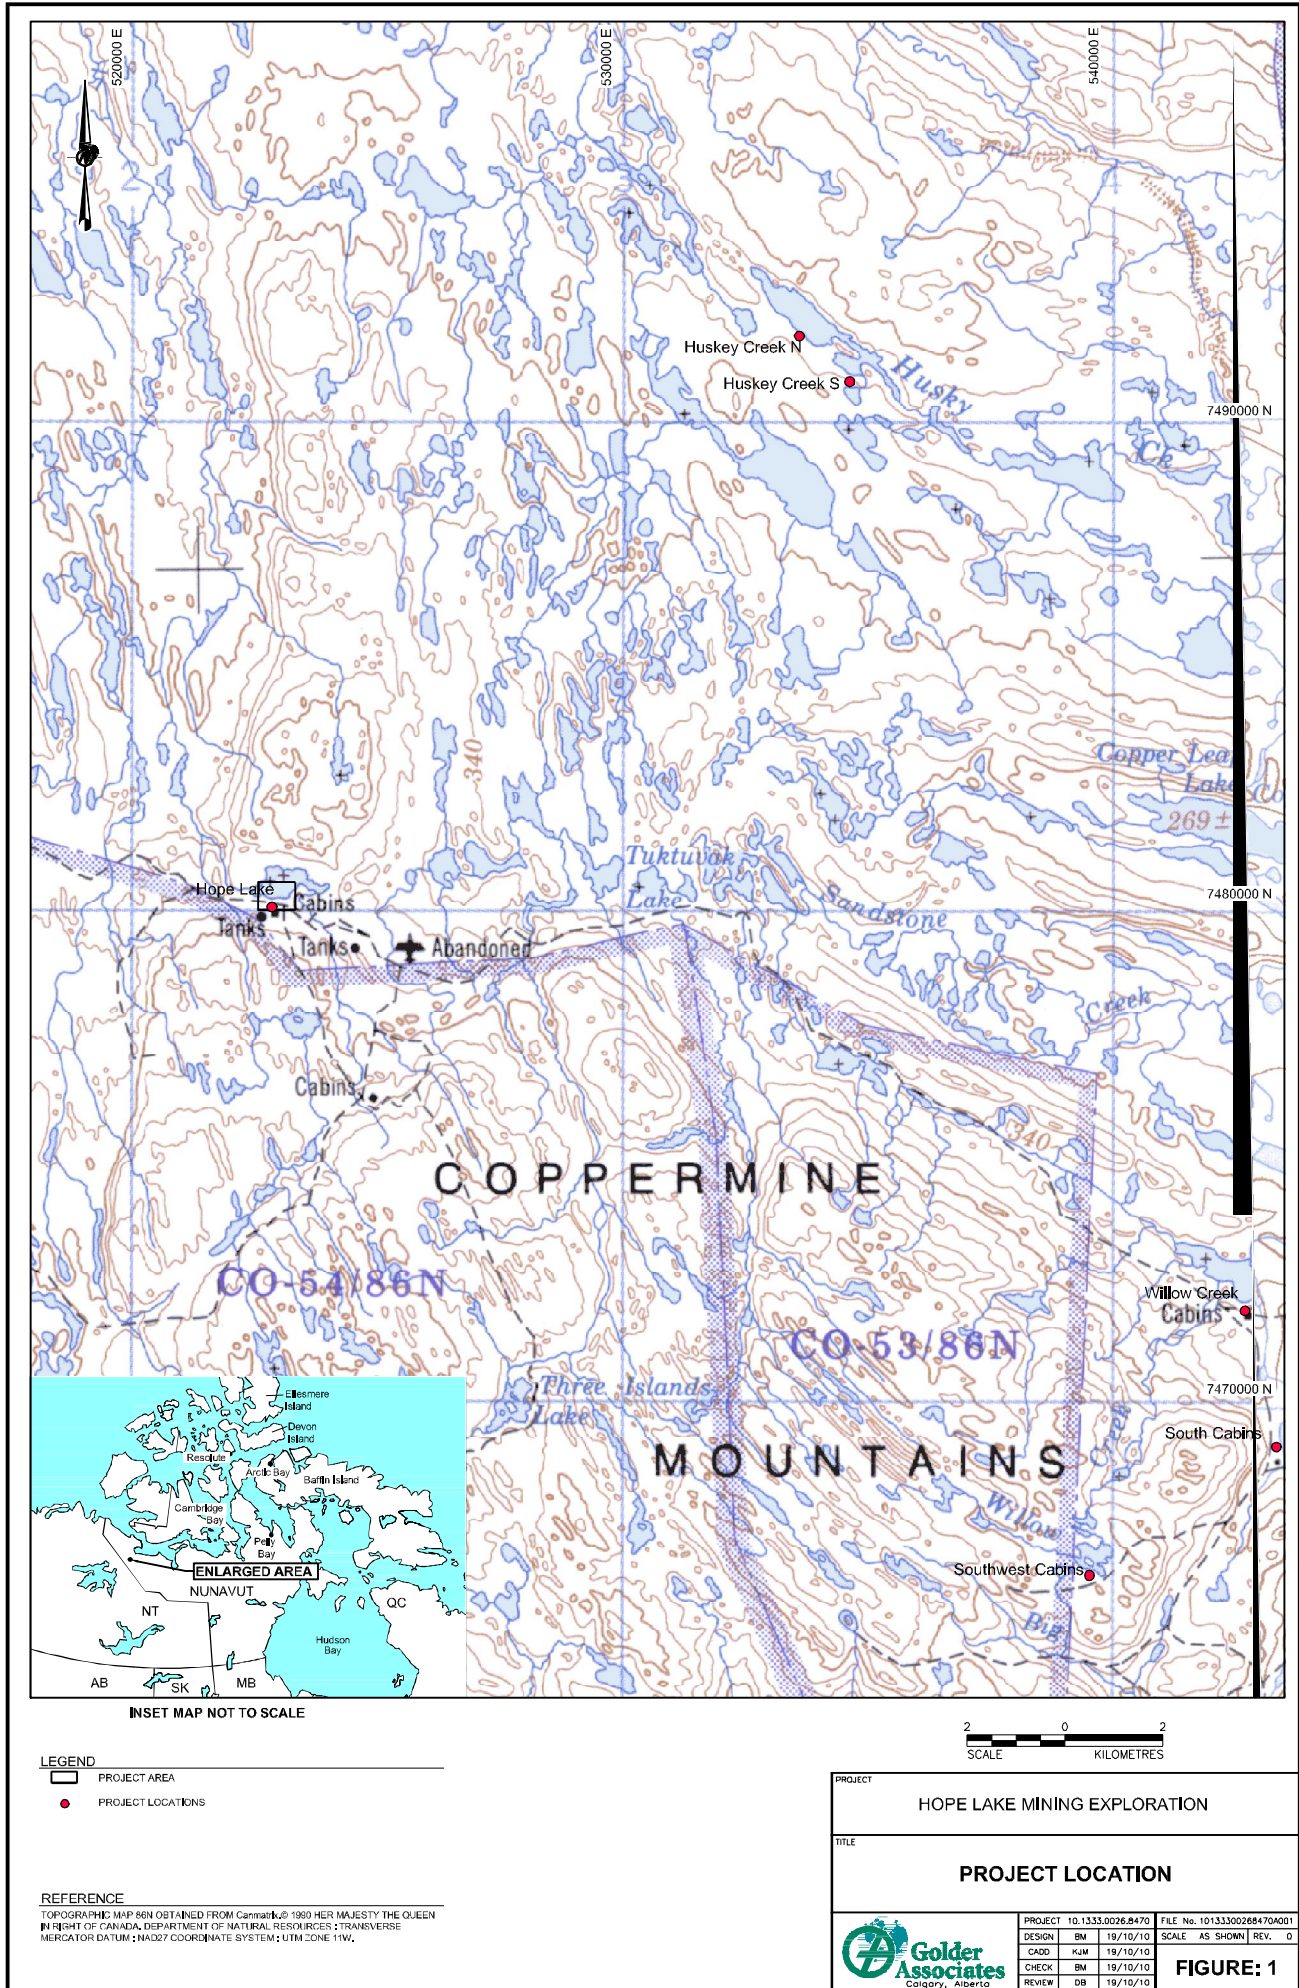 520000 E
530000 E
540000 E
Huskey Creek N
Huskey Creek S
Husky
Ck
7490000 N
340
Copper Lea
Lake Co
269 ±
Tuktuvak
Lake
Sandstone
Creek
7480000 N
Hope Lake
Cabins
Tanks
Tanks
Abandoned
Cabins
340
COPPERMINE
CO-54/86N
Willow Creek
Cabins
CO-53/86N
7470000 N
Three Islands
Lake
Creek
South Cabins
MOUNTAINS
Willow
Southwest Cabins
Big
Ellesmere
Island
Devon
Island
Resolute
Arctic Bay
Baffin Island
Cambridge
Bay
Pelly
Bay
ENLARGED AREA
NUNAVUT
QC
NT
Hudson
Bay
AB
SK
MB
INSET MAP NOT TO SCALE
2 0 2
SCALE KILOMETRES
LEGEND
PROJECT AREA
PROJECT LOCATIONS
REFERENCE
TOPOGRAPHIC MAP 86N OBTAINED FROM Canmatrix.© 1990 HER MAJESTY THE QUEEN
IN RIGHT OF CANADA. DEPARTMENT OF NATURAL RESOURCES : TRANSVERSE
MERCATOR DATUM : NAD27 COORDINATE SYSTEM : UTM ZONE 11W.
PROJECT
HOPE LAKE MINING EXPLORATION
TITLE
PROJECT LOCATION
Golder
Associates
Calgary, Alberta
PROJECT 10.1333.0026.8470 FILE No. 10133300268470A001
DESIGN BM 19/10/10 SCALE AS SHOWN REV. 0
CADD KJM 19/10/10
CHECK BM 19/10/10
REVIEW DB 19/10/10
FIGURE: 1